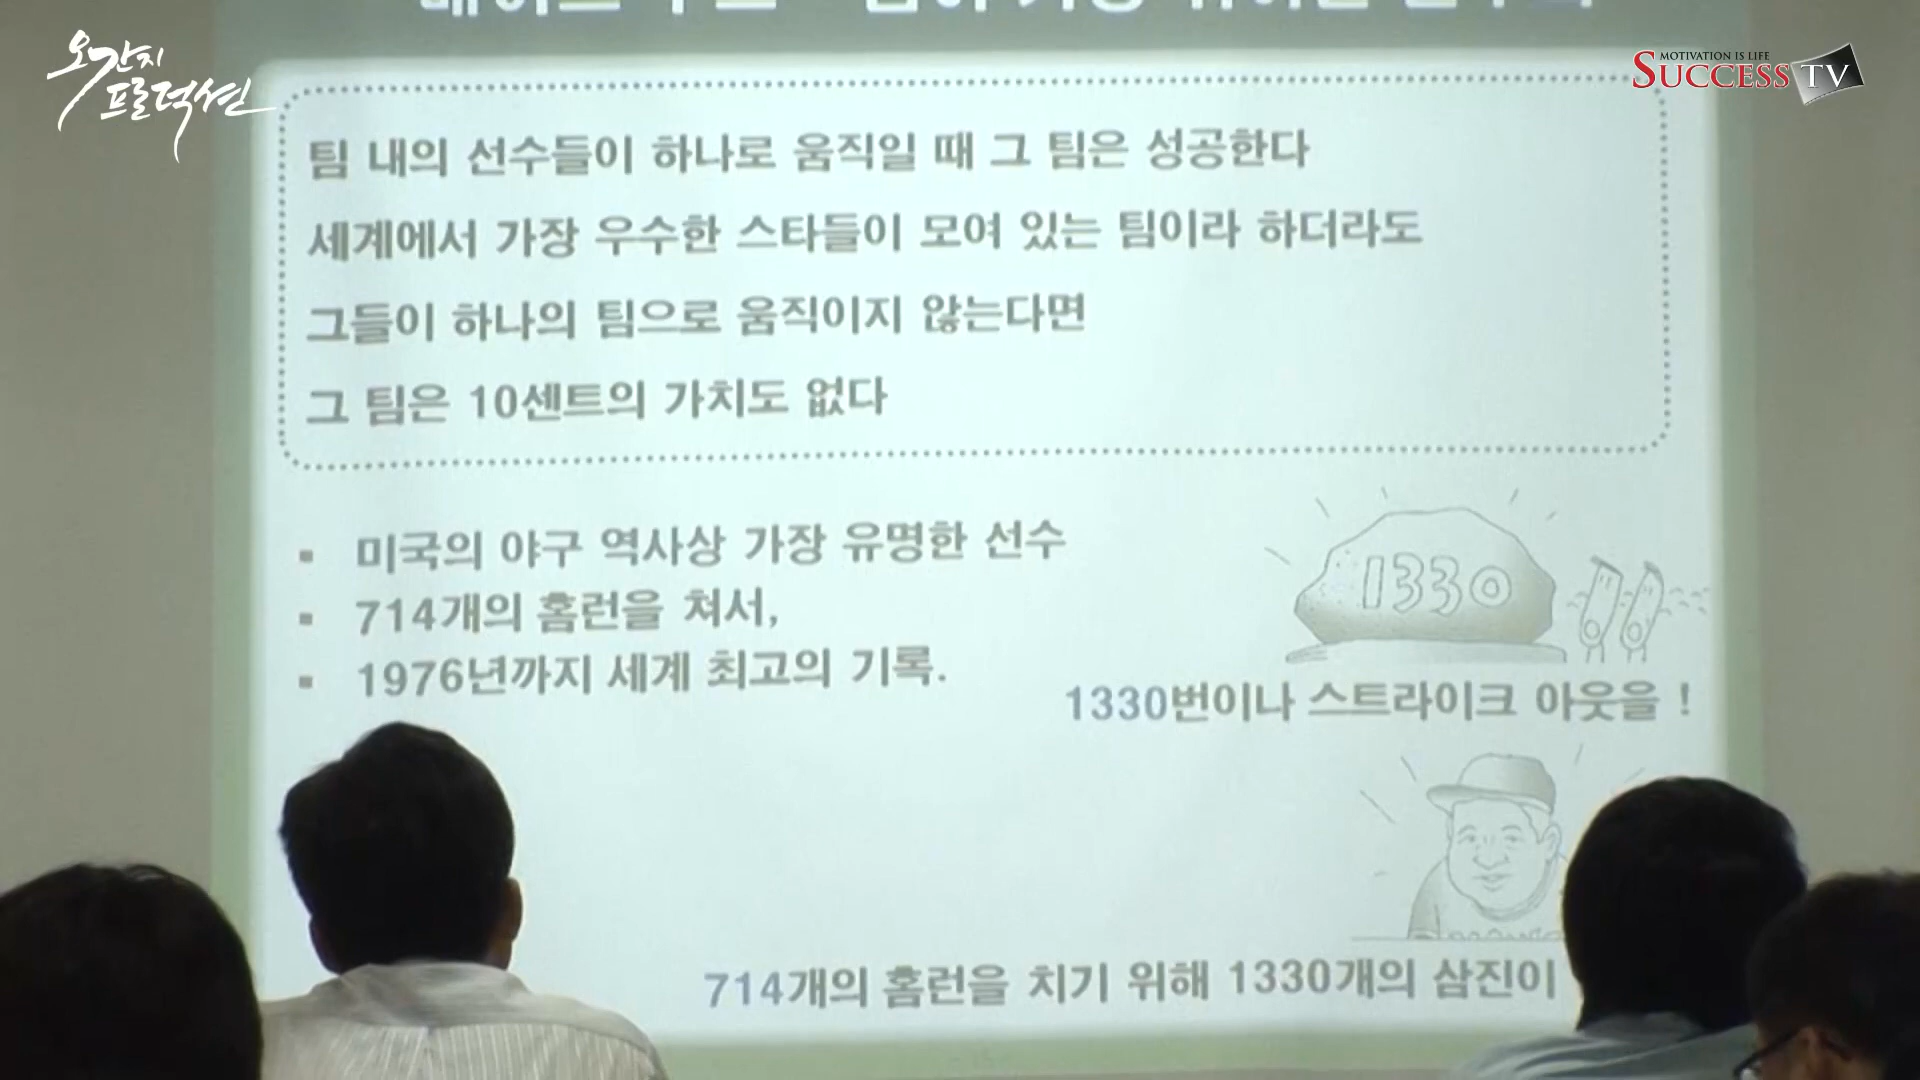 오간지
프로덕션
MOTIVATION IS LIFE
SUCCESS TV
팀 내의 선수들이 하나로 움직일 때 그 팀은 성공한다
세계에서 가장 우수한 스타들이 모여 있는 팀이라 하더라도
그들이 하나의 팀으로 움직이지 않는다면
그 팀은 10센트의 가치도 없다
▪ 미국의 야구 역사상 가장 유명한 선수
▪ 714개의 홈런을 쳐서,
▪ 1976년까지 세계 최고의 기록.
1330
1330번이나 스트라이크 아웃을 !
714개의 홈런을 치기 위해 1330개의 삼진이